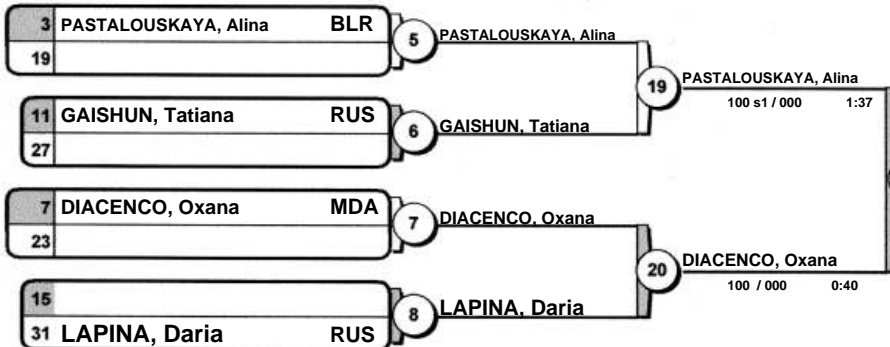 3 PASTALOUSKAYA, Alina BLR
19
5 PASTALOUSKAYA, Alina
11 GAISHUN, Tatiana RUS
27
6 GAISHUN, Tatiana
19 PASTALOUSKAYA, Alina
100 s1 / 000 1:37
7 DIACENCO, Oxana MDA
23
7 DIACENCO, Oxana
15
31 LAPINA, Daria RUS
8 LAPINA, Daria
20 DIACENCO, Oxana
100 / 000 0:40